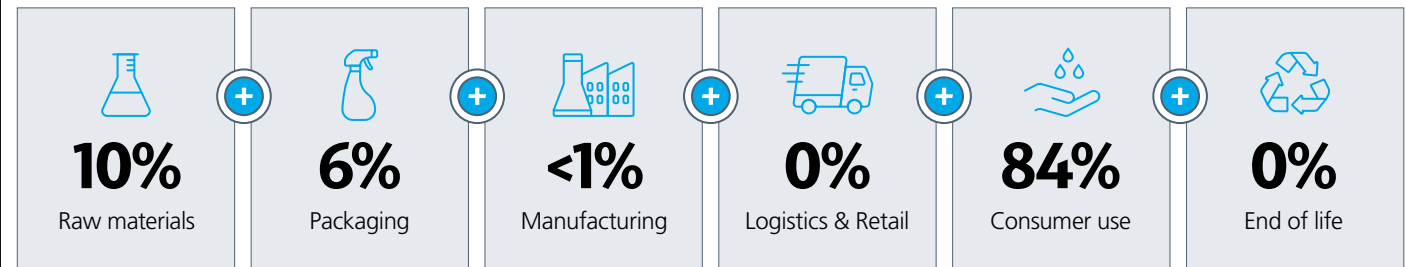 10%
Raw materials
+
6%
Packaging
+
<1%
Manufacturing
+
0%
Logistics & Retail
+
84%
Consumer use
+
0%
End of life